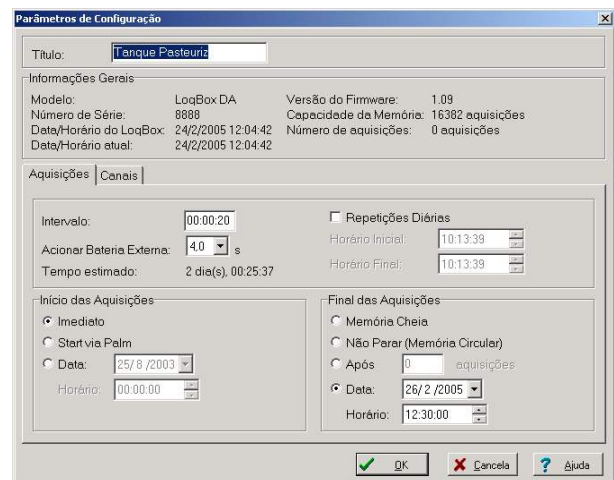 Parâmetros de Configuração
Título: Tanque Pasteuriz
Informações Gerais
Modelo: LogBox DA Versão do Firmware: 1.09
Número de Série: 8888 Capacidade da Memória: 16382 aquisições
Data/Horário do LogBox: 24/2/2005 12:04:42 Número de aquisições: 0 aquisições
Data/Horário atual: 24/2/2005 12:04:42
Aquisições Canais
Intervalo: 00:00:20 Repetições Diárias
Acionar Bateria Externa: 4,0 s Horário Inicial: 10:13:39
Tempo estimado: 2 dia(s), 00:25:37 Horário Final: 10:13:39
Início das Aquisições Final das Aquisições
Imediato Memória Cheia
Start via Palm Não Parar (Memória Circular)
Data: 25/ 8 /2003 Após 0 aquisições
Horário: 00:00:00 Data: 26/ 2 /2005
Horário: 12:30:00
OK Cancela Ajuda